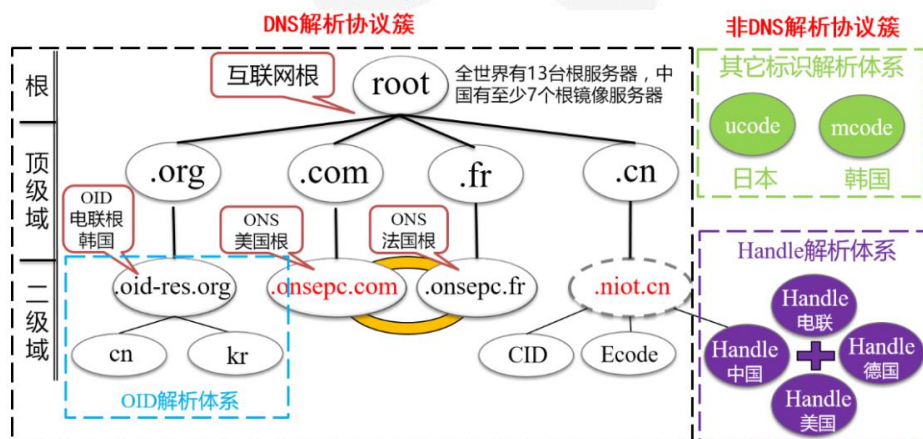 DNS解析协议簇
非DNS解析协议簇
根
互联网根
root
全世界有13台根服务器，中
国有至少7个根镜像服务器
其它标识解析体系
ucode
mcode
日本
韩国
顶级域
.org
.com
.fr
.cn
OID
电联根
韩国
ONS
美国根
ONS
法国根
二级域
.oid-res.org
.onsepc.com
.onsepc.fr
.niot.cn
cn
kr
CID
Ecode
OID解析体系
Handle解析体系
Handle
电联
Handle
中国
Handle
德国
Handle
美国